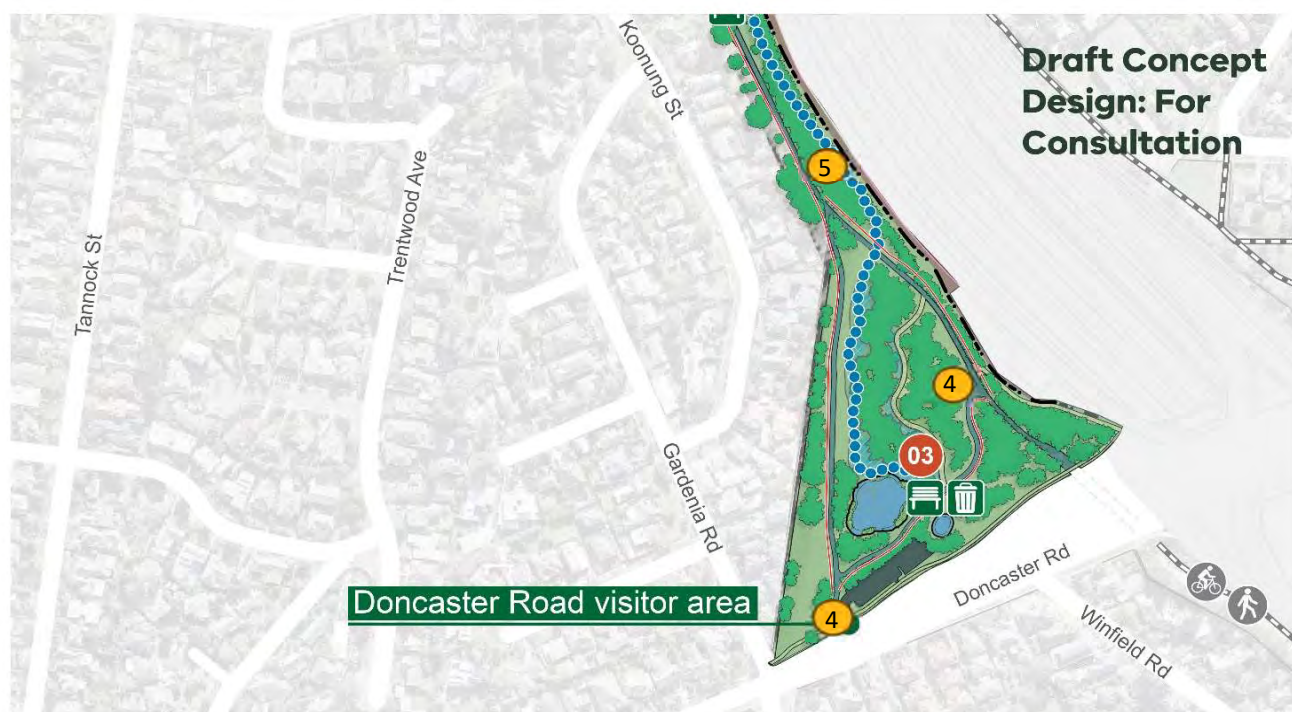 Draft Concept
Design: For
Consultation
Koonung St
5
Trentwood Ave
Tannock St
4
03
Gardenia Rd
Doncaster Rd
Doncaster Road visitor area
4
Winfield Rd